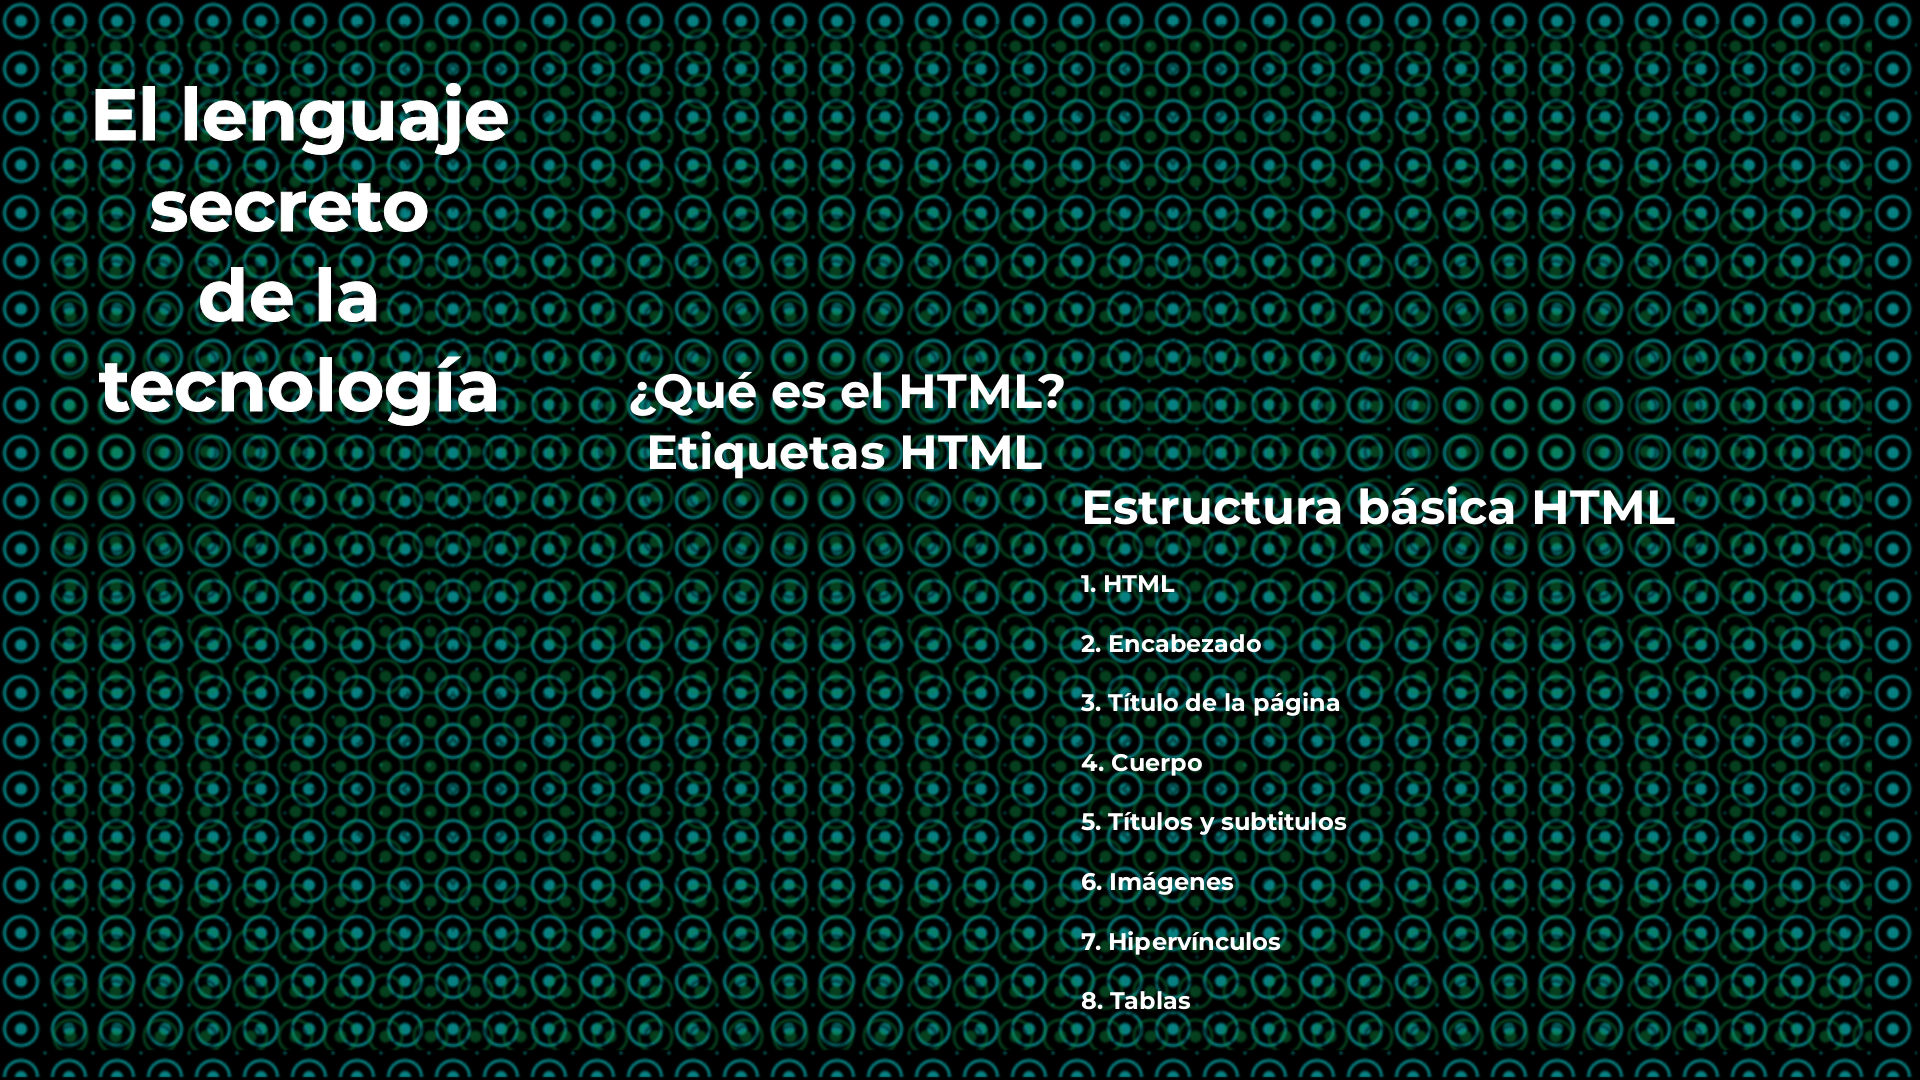 El lenguaje
secreto
de la
tecnología
¿Qué es el HTML?
Etiquetas HTML
Estructura básica HTML
1. HTML
2. Encabezado
3. Título de la página
4. Cuerpo
5. Títulos y subtitulos
6. Imágenes
7. Hipervínculos
8. Tablas